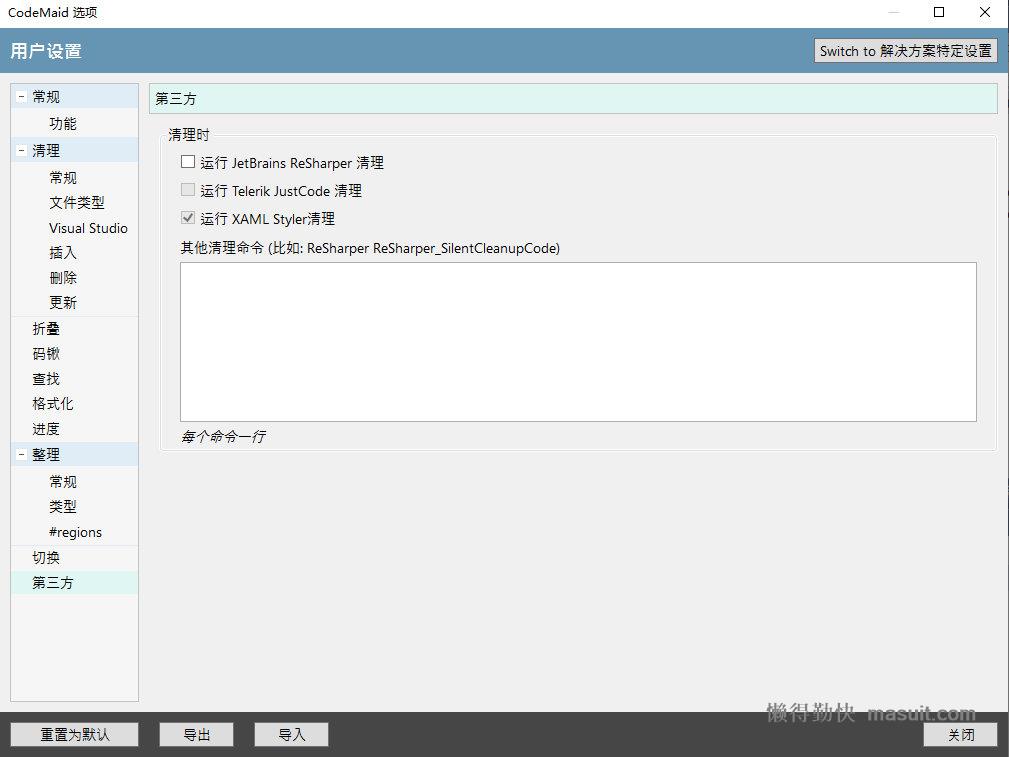 CodeMaid 选项
用户设置
Switch to 解决方案特定设置
常规
功能
清理
常规
文件类型
Visual Studio
插入
删除
更新
折叠
码锹
查找
格式化
进度
整理
常规
类型
#regions
切换
第三方
第三方
清理时
运行 JetBrains ReSharper 清理
运行 Telerik JustCode 清理
运行 XAML Styler清理
其他清理命令 (比如: ReSharper ReSharper_SilentCleanupCode)
每个命令一行
懒得勤快 masuit.com
重置为默认
导出
导入
关闭